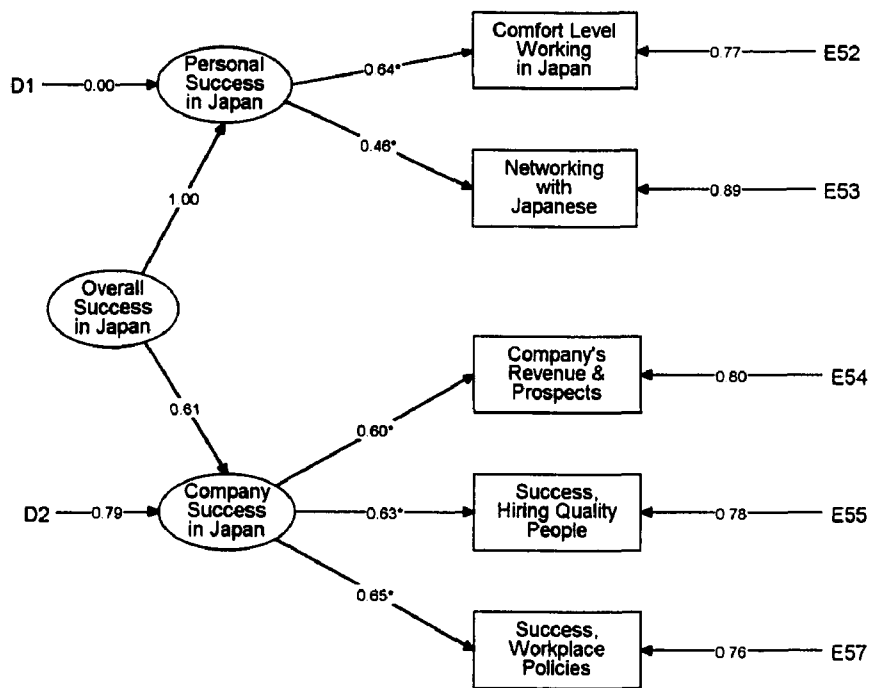 D1
0.00
Personal
Success
in Japan
0.64*
Comfort Level
Working
in Japan
0.77
E52
0.46*
Networking
with
Japanese
0.89
E53
1.00
Overall
Success
in Japan
0.61
Company's
Revenue &
Prospects
0.80
E54
0.60*
D2
0.79
Company
Success
in Japan
0.63*
Success,
Hiring Quality
People
0.78
E55
0.65*
Success,
Workplace
Policies
0.76
E57